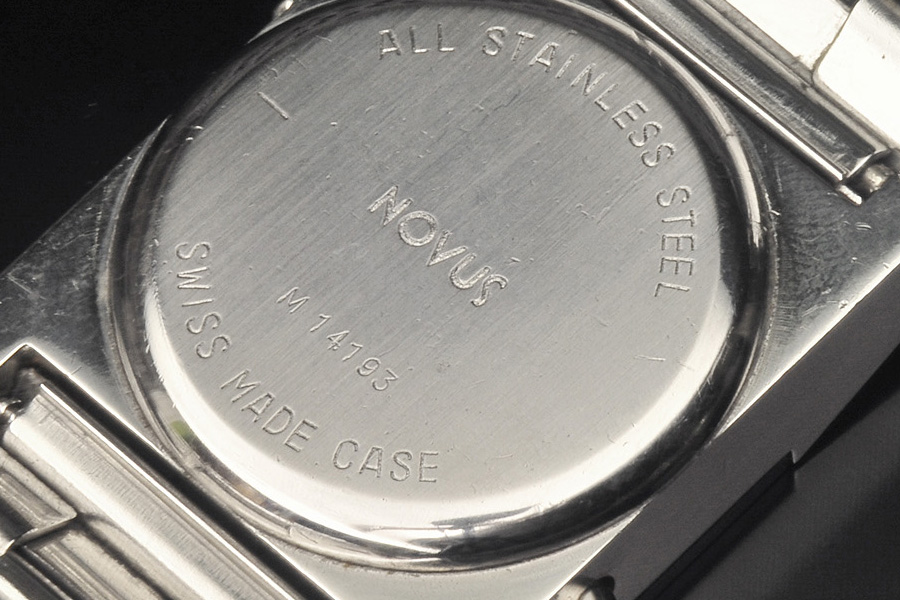 ALL STAINLESS STEEL
NOVUS
M 14193
SWISS MADE CASE